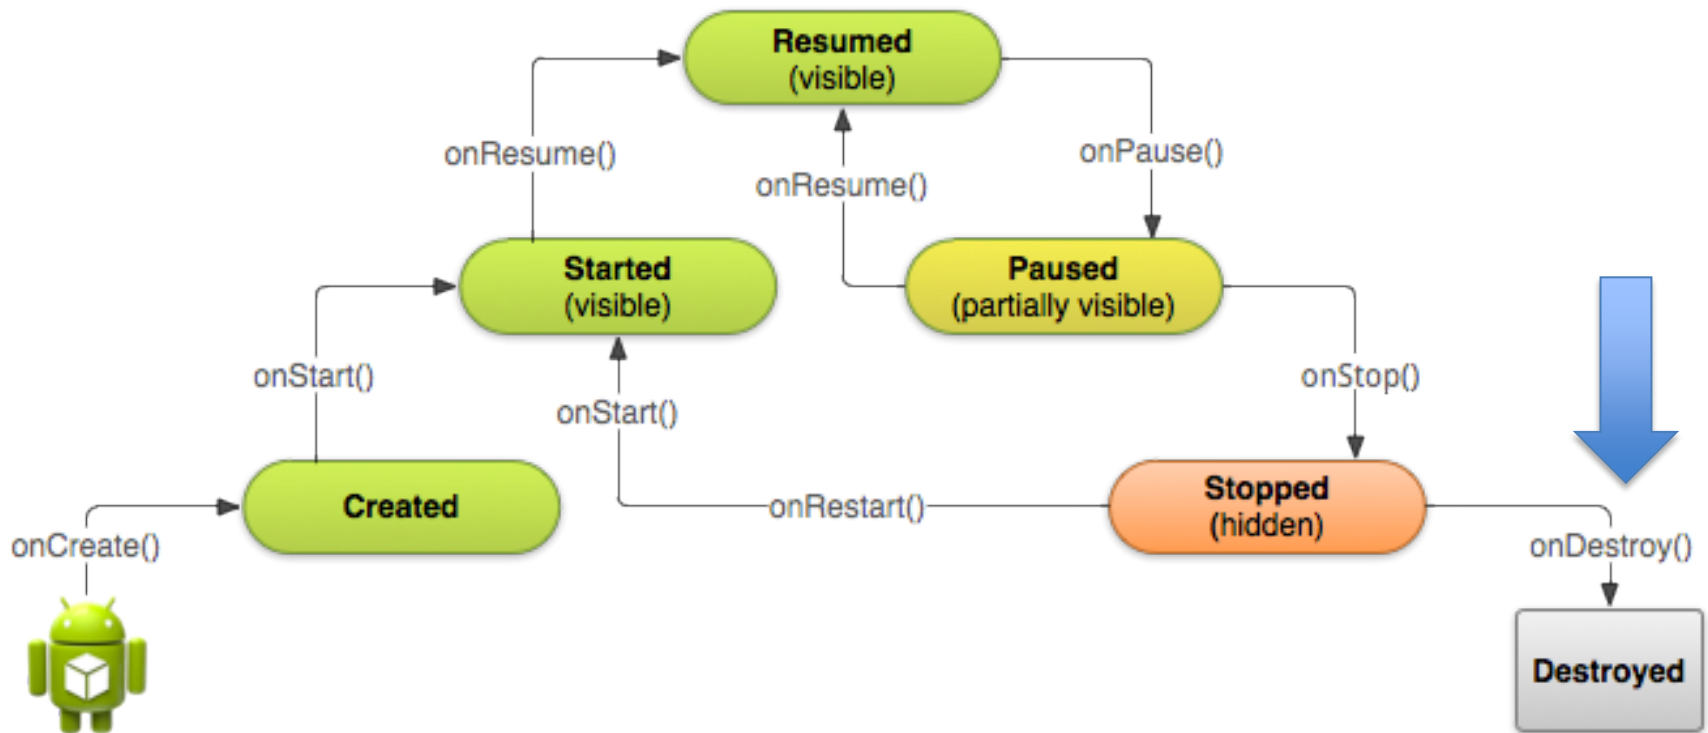 Resumed
(visible)
onResume()
onPause()
onResume()
Started
(visible)
Paused
(partially visible)
onStart()
onStop()
onStart()
Created
onRestart()
Stopped
(hidden)
onCreate()
onDestroy()
Destroyed